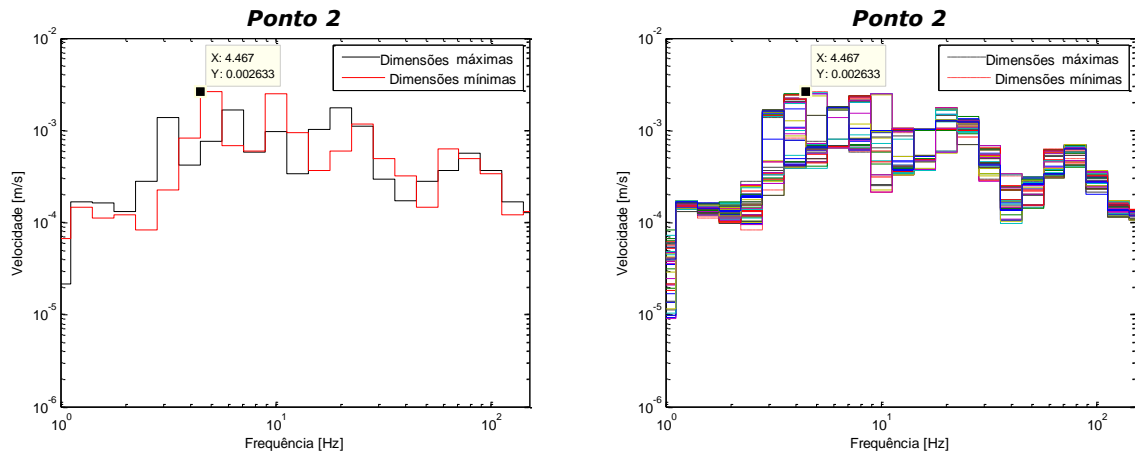 Ponto 2
10^-2
10^-3
10^-4
10^-5
10^-6
Velocidade [m/s]
X: 4.467
Y: 0.002633
Dimensões máximas
Dimensões mínimas
10^0
10^1
10^2
Frequência [Hz]
Ponto 2
10^-2
10^-3
10^-4
10^-5
10^-6
Velocidade [m/s]
X: 4.467
Y: 0.002633
Dimensões máximas
Dimensões mínimas
10^0
10^1
10^2
Frequência [Hz]